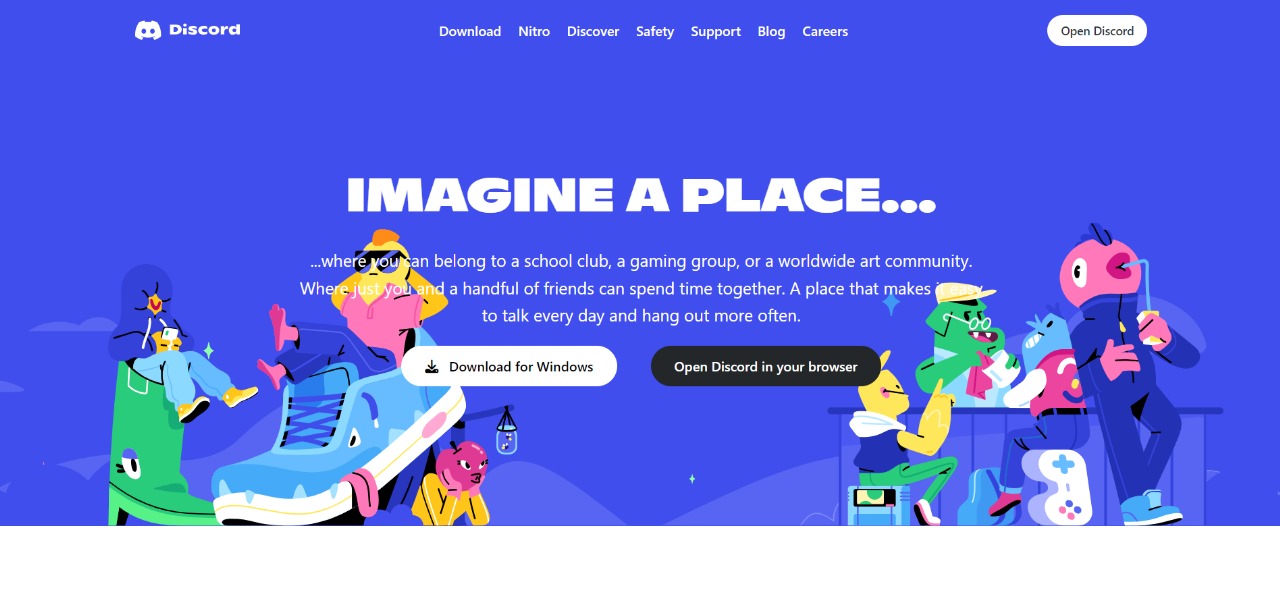 Discord
Download Nitro Discover Safety Support Blog Careers
Open Discord
IMAGINE A PLACE...
...where you can belong to a school club, a gaming group, or a worldwide art community.
Where just you and a handful of friends can spend time together. A place that makes it easy
to talk every day and hang out more often.
Download for Windows
Open Discord in your browser